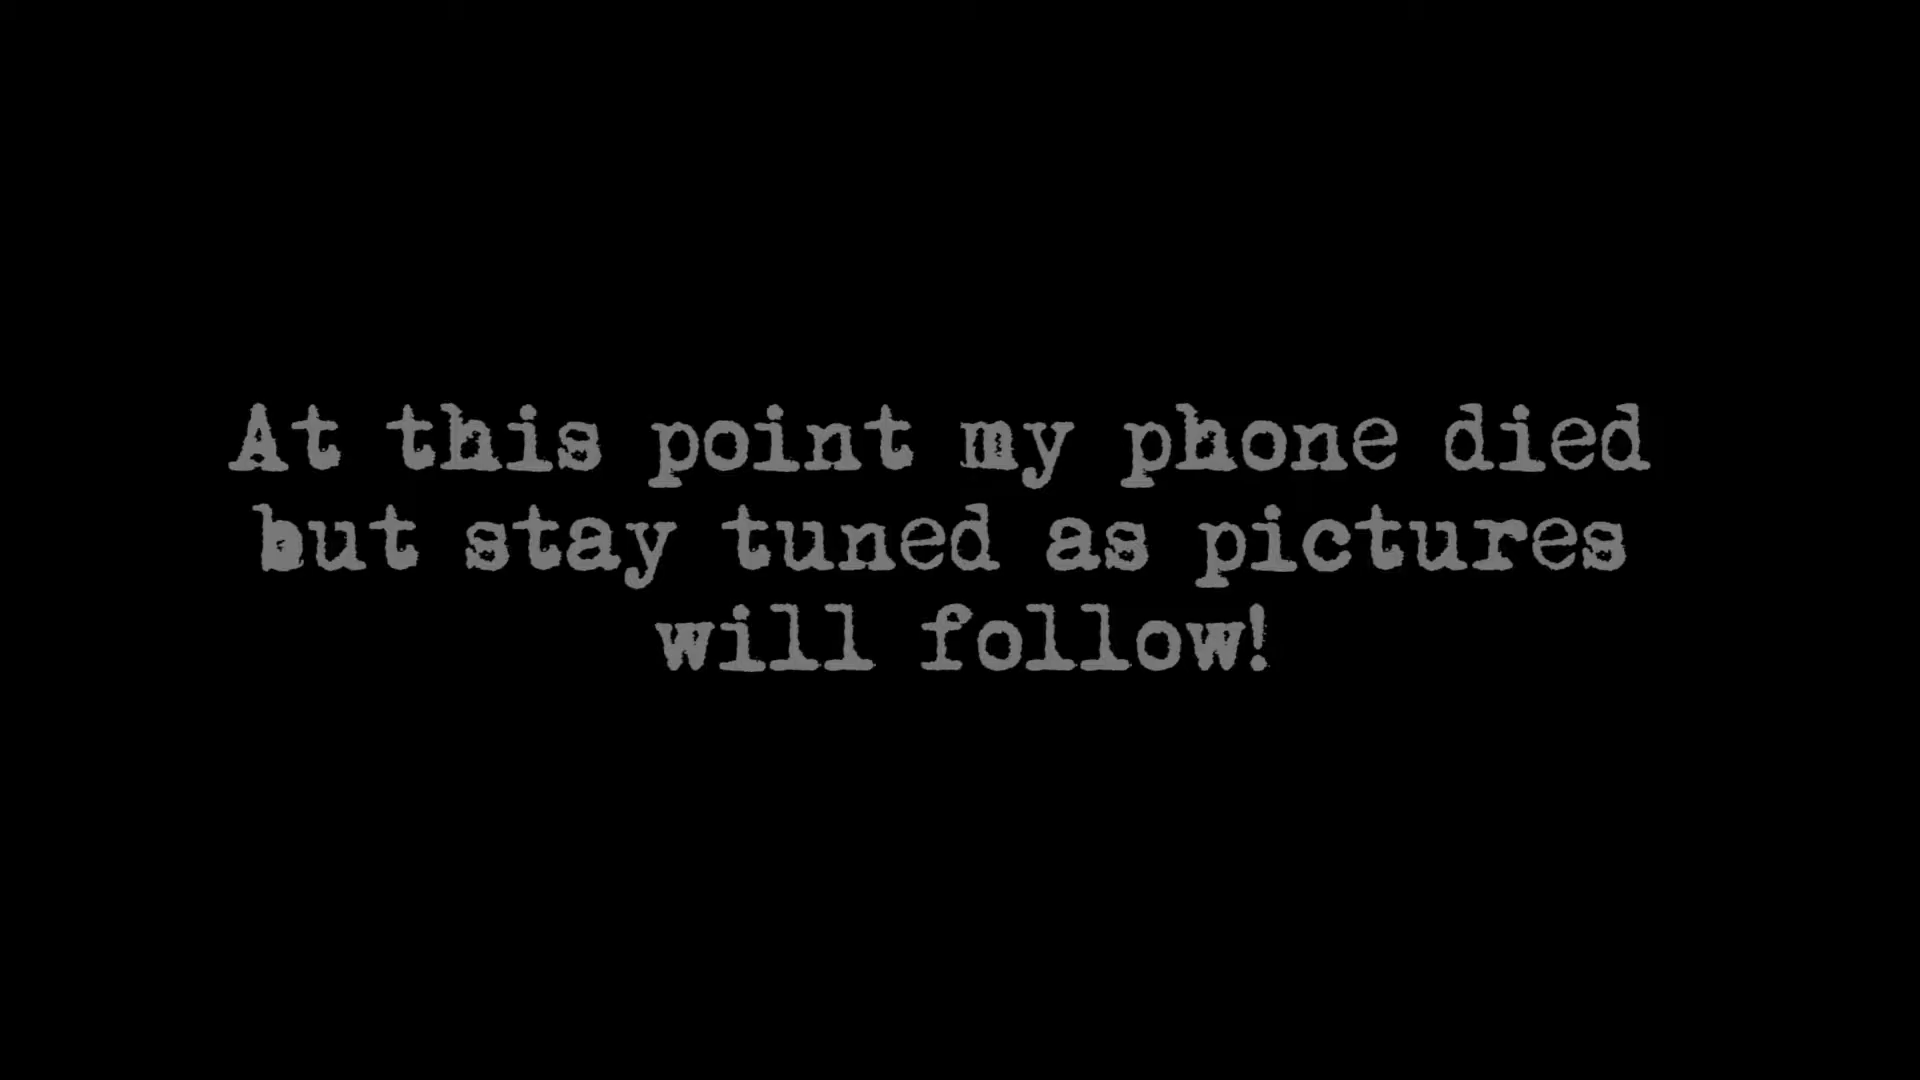 At this point my phone died
but stay tuned as pictures
will follow!